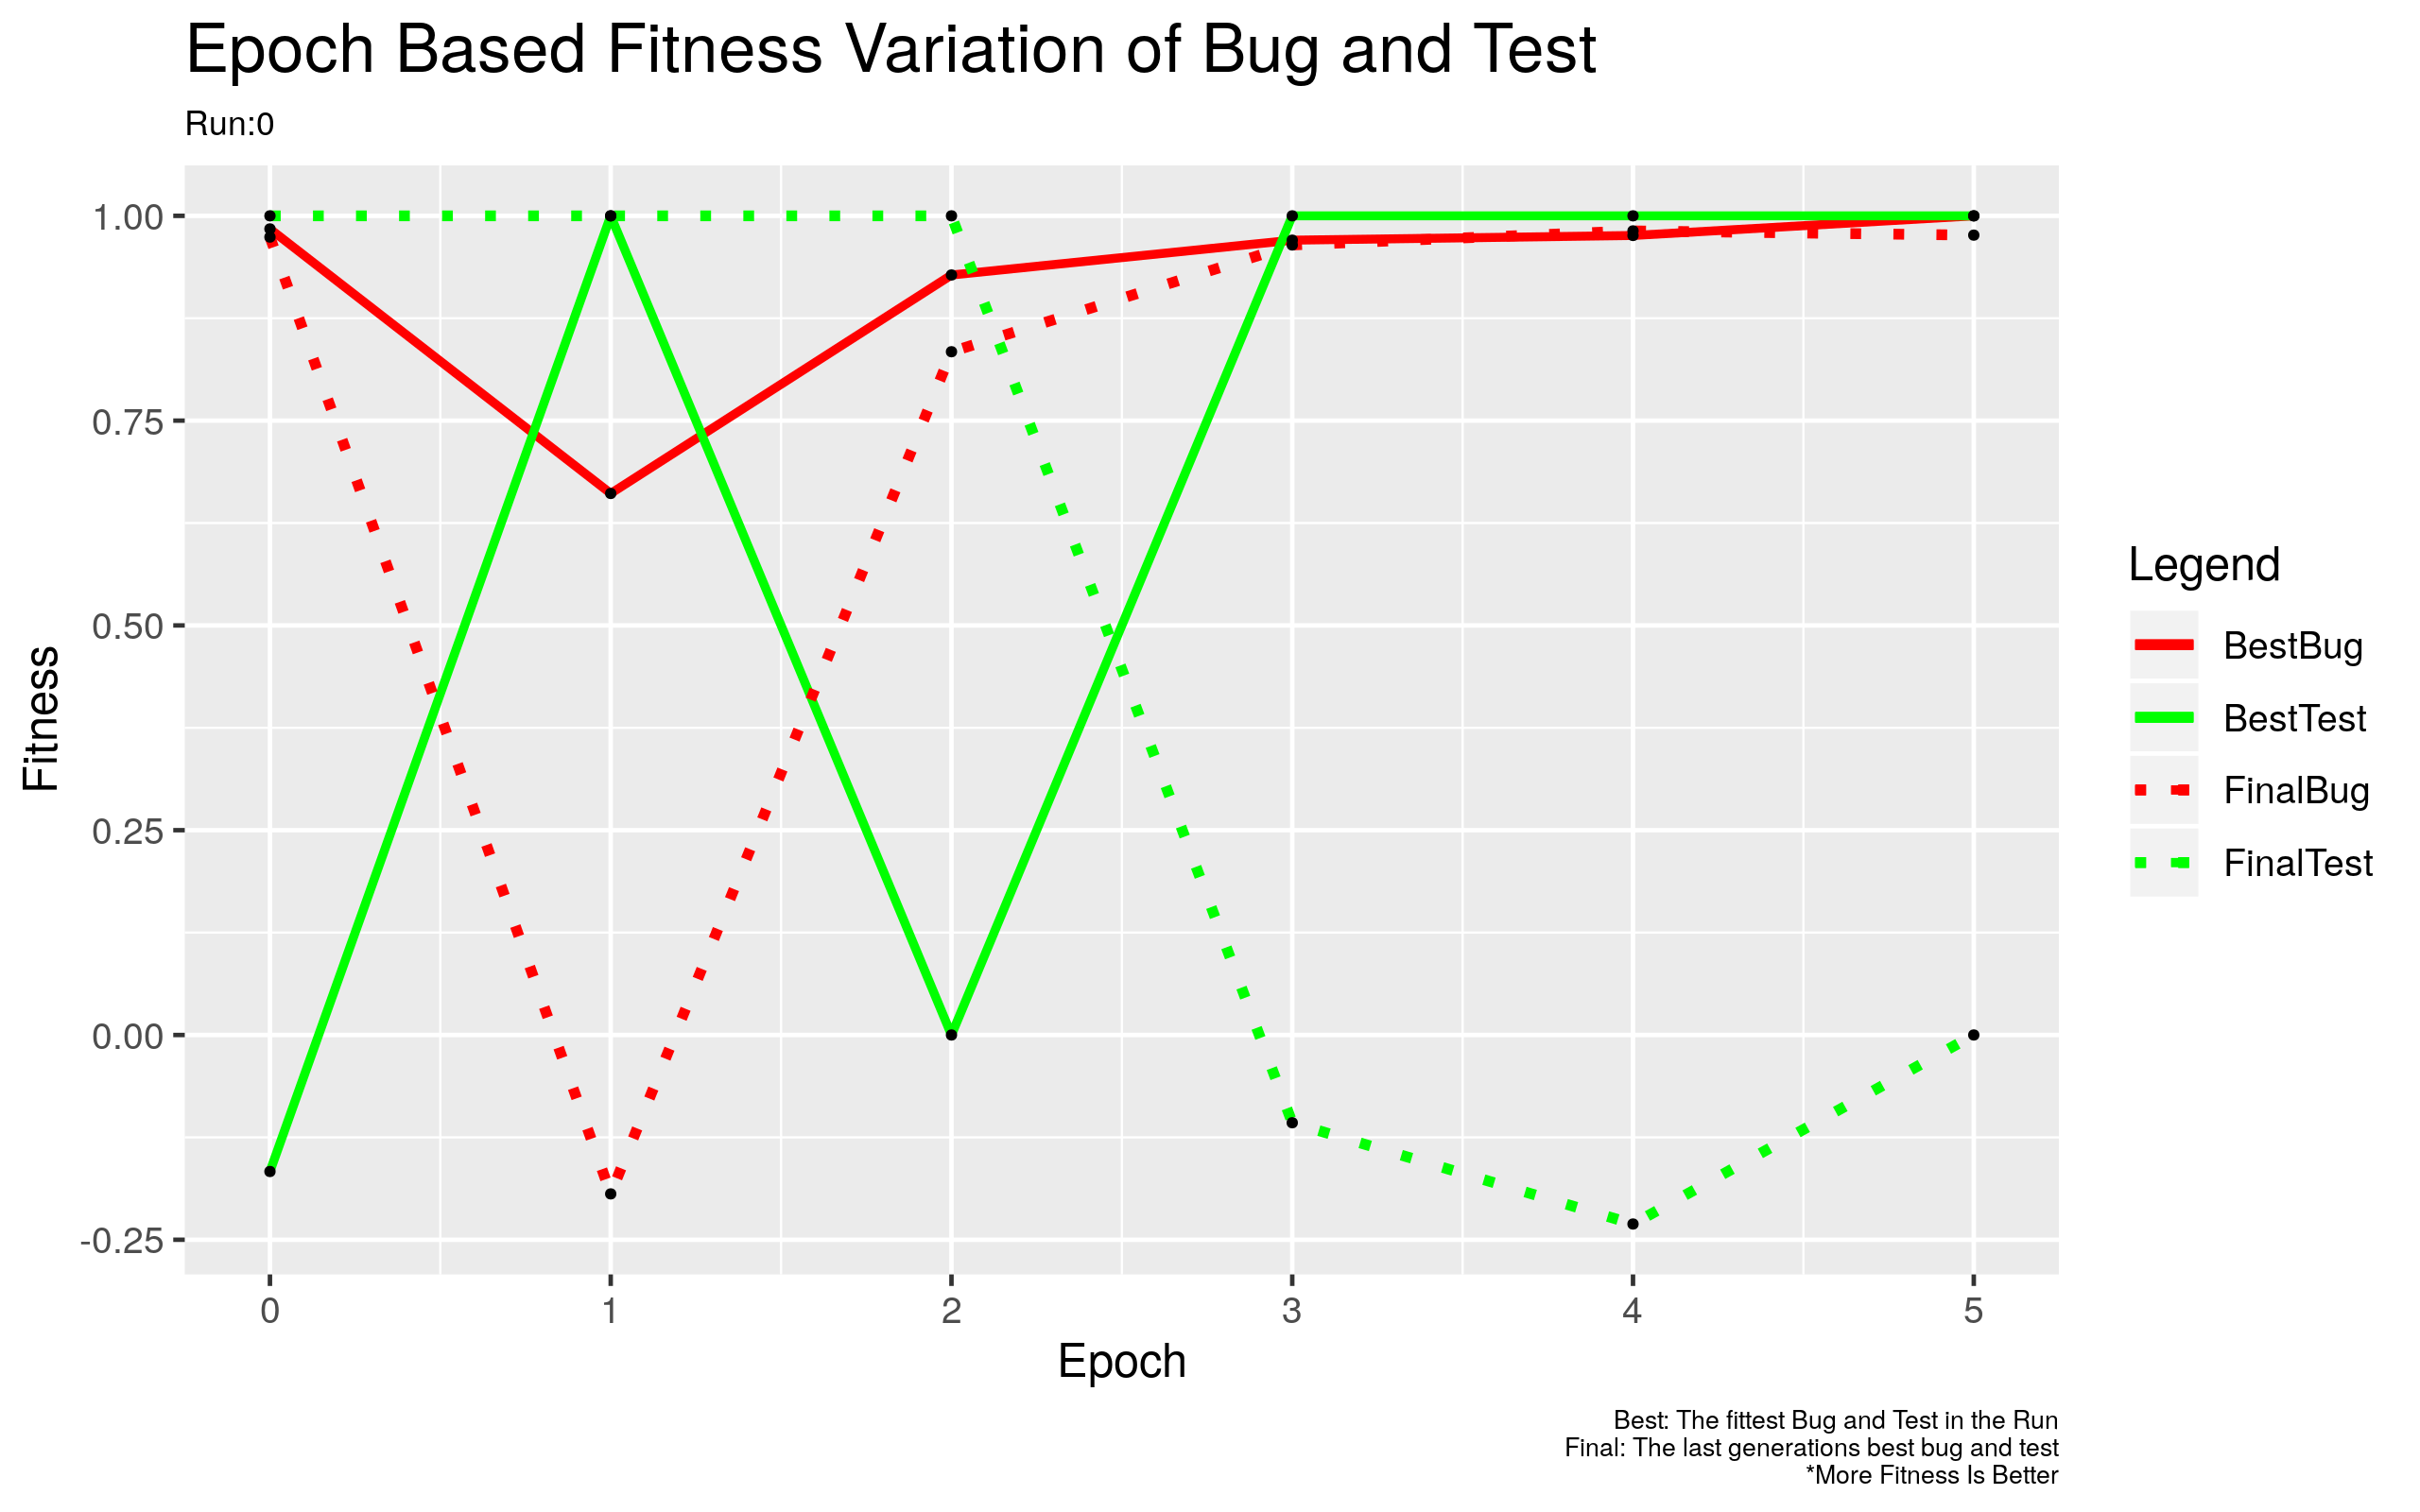 Epoch Based Fitness Variation of Bug and Test
Run:0
1.00
0.75
0.50
0.25
0.00
-0.25
Fitness
0 1 2 3 4 5
Epoch
Legend
BestBug
BestTest
FinalBug
FinalTest
Best: The fittest Bug and Test in the Run
Final: The last generations best bug and test
*More Fitness Is Better